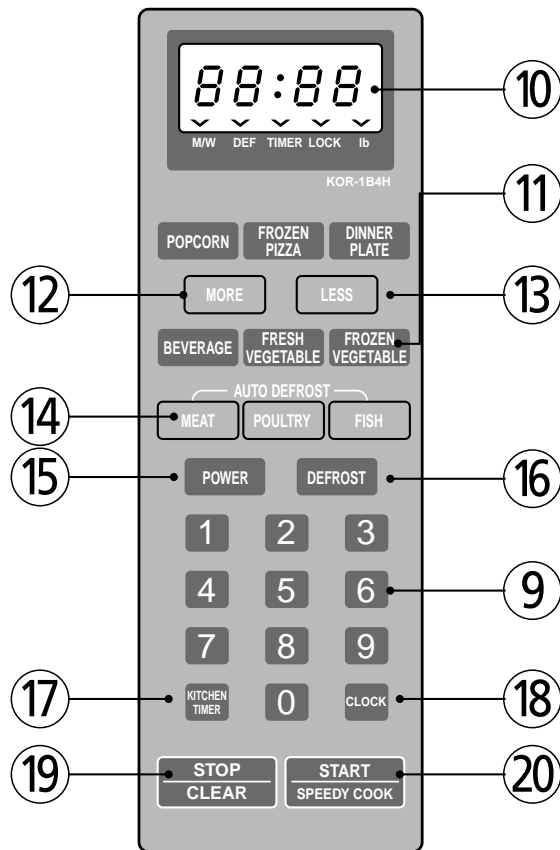 88:88
M/W DEF TIMER LOCK lb
KOR-1B4H
10
11
POPCORN FROZEN PIZZA DINNER PLATE
12 MORE LESS 13
BEVERAGE FRESH VEGETABLE FROZEN VEGETABLE
AUTO DEFROST
14 MEAT POULTRY FISH
15 POWER DEFROST 16
1 2 3
4 5 6 9
7 8 9
17 KITCHEN TIMER 0 CLOCK 18
19 STOP CLEAR START SPEEDY COOK 20